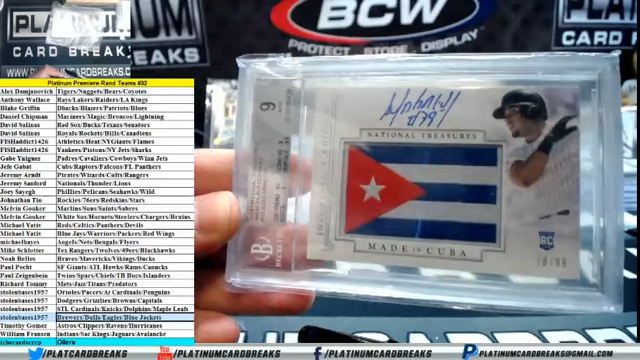 PLATINUM
CARD BREAKS
WWW.PLATINUMCARDBREAKS.COM
BCW
PROTECT . STORE . DISPLAY
PLATINUM
CARD BREAKS
Platinum Premiere Rand Teams #32
Alex Damjanovich Tigers/Nuggets/Bears/Coyotes
Anthony Wallace Rays/Lakers/Raiders/LA Kings
Blake Griffin Dbacks/Blazers/Patriots/Blues
Daniel Chipman Mariners/Magic/Broncos/Lightning
David Salinas Red Sox/Bucks/Texans/Senators
David Salinas Royals/Rockets/Bills/Canadiens
FISHaddict1426 Athletics/Heat/NYGiants/Flames
FISHaddict1426 Yankees/Pistons/NY Jets/Sharks
Gabe Yniguez Padres/Cavaliers/Cowboys/Winn Jets
Jefe Gabat Cubs/Raptors/Falcons/FL Panthers
Jeremy Arndt Pirates/Wizards/Colts/Rangers
Jeremy Sanford Nationals/Thunder/Lions
Joey Sayegh Phillies/Pelicans/Seahawks/Wild
Johnathan Tio Rockies/76ers/Redskins/Stars
Melvin Gouker Marlins/Suns/Saints/Sabres
Melvin Gouker White Sox/Hornets/Steelers/Chargers/Bruins
Michael Yativ Reds/Celtics/Panthers/Devils
Michael Yativ Blue Jays/Warriors/Packers/Red Wings
michaelhayes Angels/Nets/Bengals/Flyers
Mike Schlotter Tex Rangers/Twolves/49ers/Blackhawks
Noah Belles Braves/Mavericks/Vikings/Ducks
Paul Pecht SF Giants/ATL Hawks/Rams/Canucks
Paul Zeigenbein Twins/Spurs/Chiefs/TB Bucs/Islanders
Richard Tommy Mets/Jazz/Titans/Predators
stolenbases1957 Orioles/Pacers/Az Cardinals/Penguins
stolenbases1957 Dodgers/Grizzlies/Browns/Capitals
stolenbases1957 STL Cardinals/Knicks/Dolphins/Maple Leafs
stolenbases1957 Brewers/Bulls/Eagles/Blue Jackets
Timothy Gomez Astros/Clippers/Ravens/Hurricanes
William Fransen Indians/Sac Kings/Jaguars/Avalanche
Oilers
9
NATIONAL TREASURES
MADE IN CUBA
RC
/PLATCARDBREAKS
/PLATINUMCARDBREAKS
/PLATCARDBREAKS
PLATINUMCARDBREAKS@GMAIL.COM